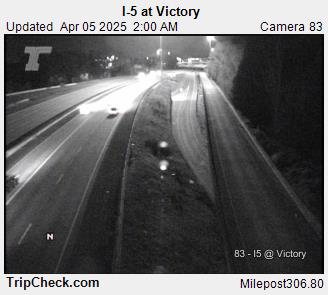 I-5 at Victory
Updated Apr 05 2025 2:00 AM Camera 83
T
N
83 - I5 @ Victory
TripCheck.com Milepost306.80